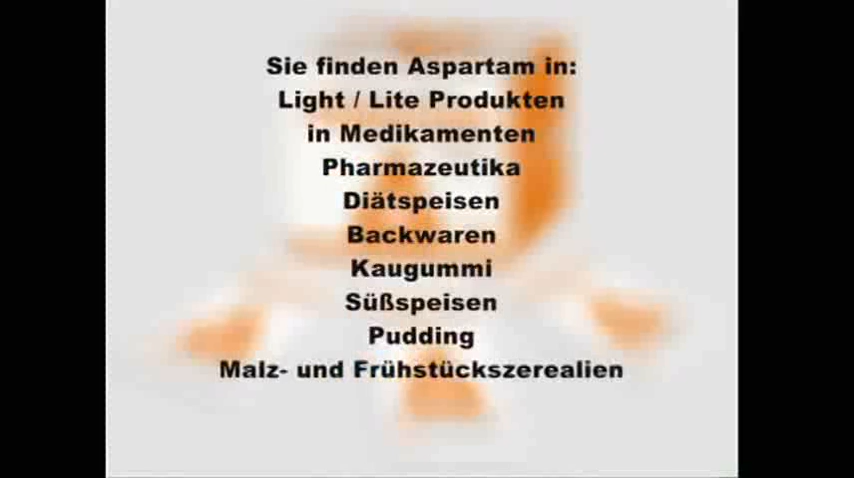 Sie finden Aspartam in:
Light / Lite Produkten
in Medikamenten
Pharmazeutika
Diätspeisen
Backwaren
Kaugummi
Süßspeisen
Pudding
Malz- und Frühstückszerealien